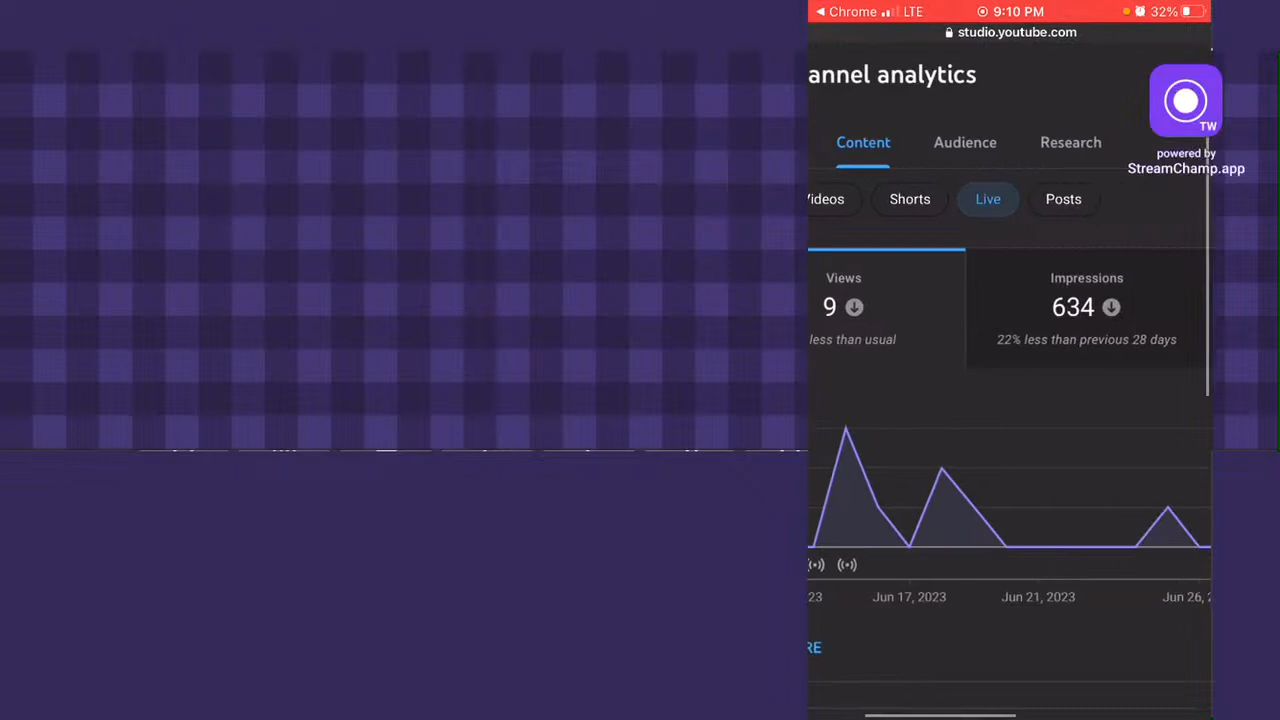 Chrome LTE 9:10 PM 32%
studio.youtube.com
annel analytics
TW
Content Audience Research
powered by
StreamChamp.app
Videos Shorts Live Posts
Views Impressions
9 634
less than usual 22% less than previous 28 days
23 Jun 17, 2023 Jun 21, 2023 Jun 26, 2
RE